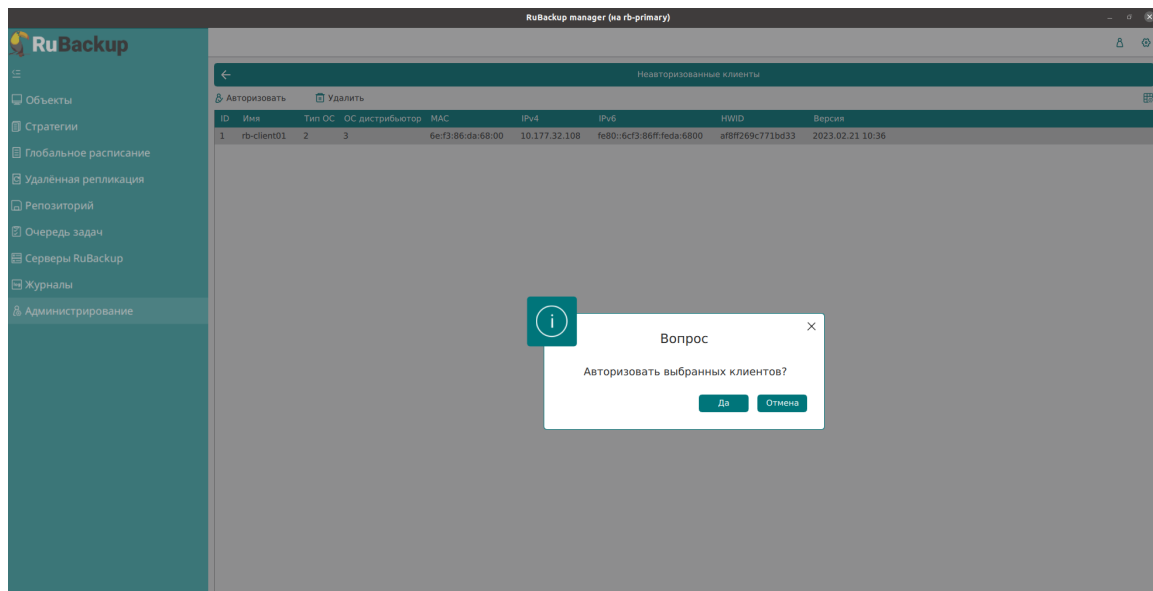 RuBackup manager (на rb-primary)
RuBackup
Неавторизованные клиенты
Авторизовать Удалить
ID Имя Тип ОС ОС дистрибьютор MAC IPv4 IPv6 HWID Версия
1 rb-client01 2 3 6e:f3:86:da:68:00 10.177.32.108 fe80::6cf3:86ff:feda:6800 af8ff269c771bd33 2023.02.21 10:36
Объекты
Стратегии
Глобальное расписание
Удалённая репликация
Репозиторий
Очередь задач
Серверы RuBackup
Журналы
Администрирование
Вопрос
Авторизовать выбранных клиентов?
Да Отмена